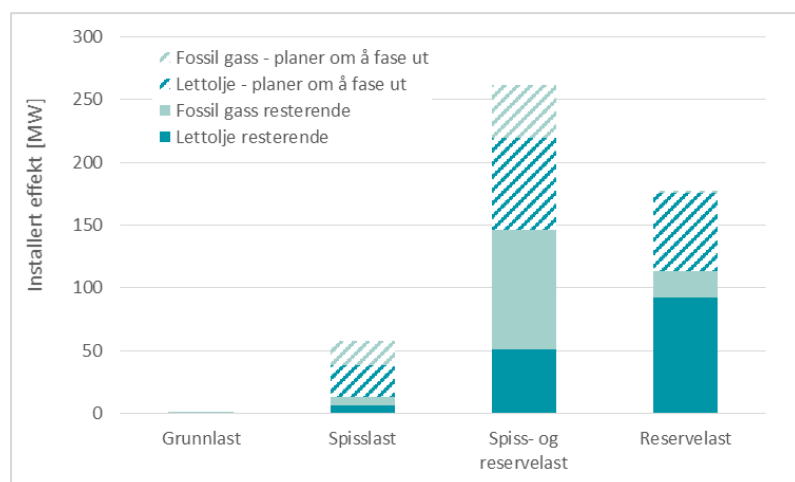 300
250
200
150
100
50
0
Installert effekt [MW]
Fossil gass - planer om å fase ut
Lettolje - planer om å fase ut
Fossil gass resterende
Lettolje resterende
Grunnlast
Spisslast
Spiss- og
reservelast
Reservelast